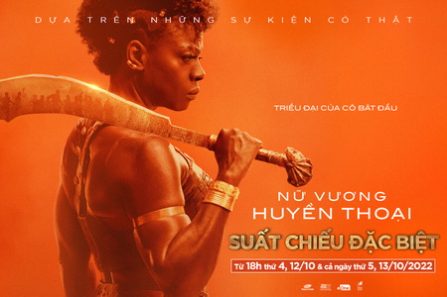 DỰA TRÊN NHỮNG SỰ KIỆN CÓ THẬT
TRIỀU ĐẠI CỦA CÔ BẮT ĐẦU
NỮ VƯƠNG
HUYỀN THOẠI
SUẤT CHIẾU ĐẶC BIỆT
Từ 18h thứ 4, 12/10 & cả ngày thứ 5, 13/10/2022